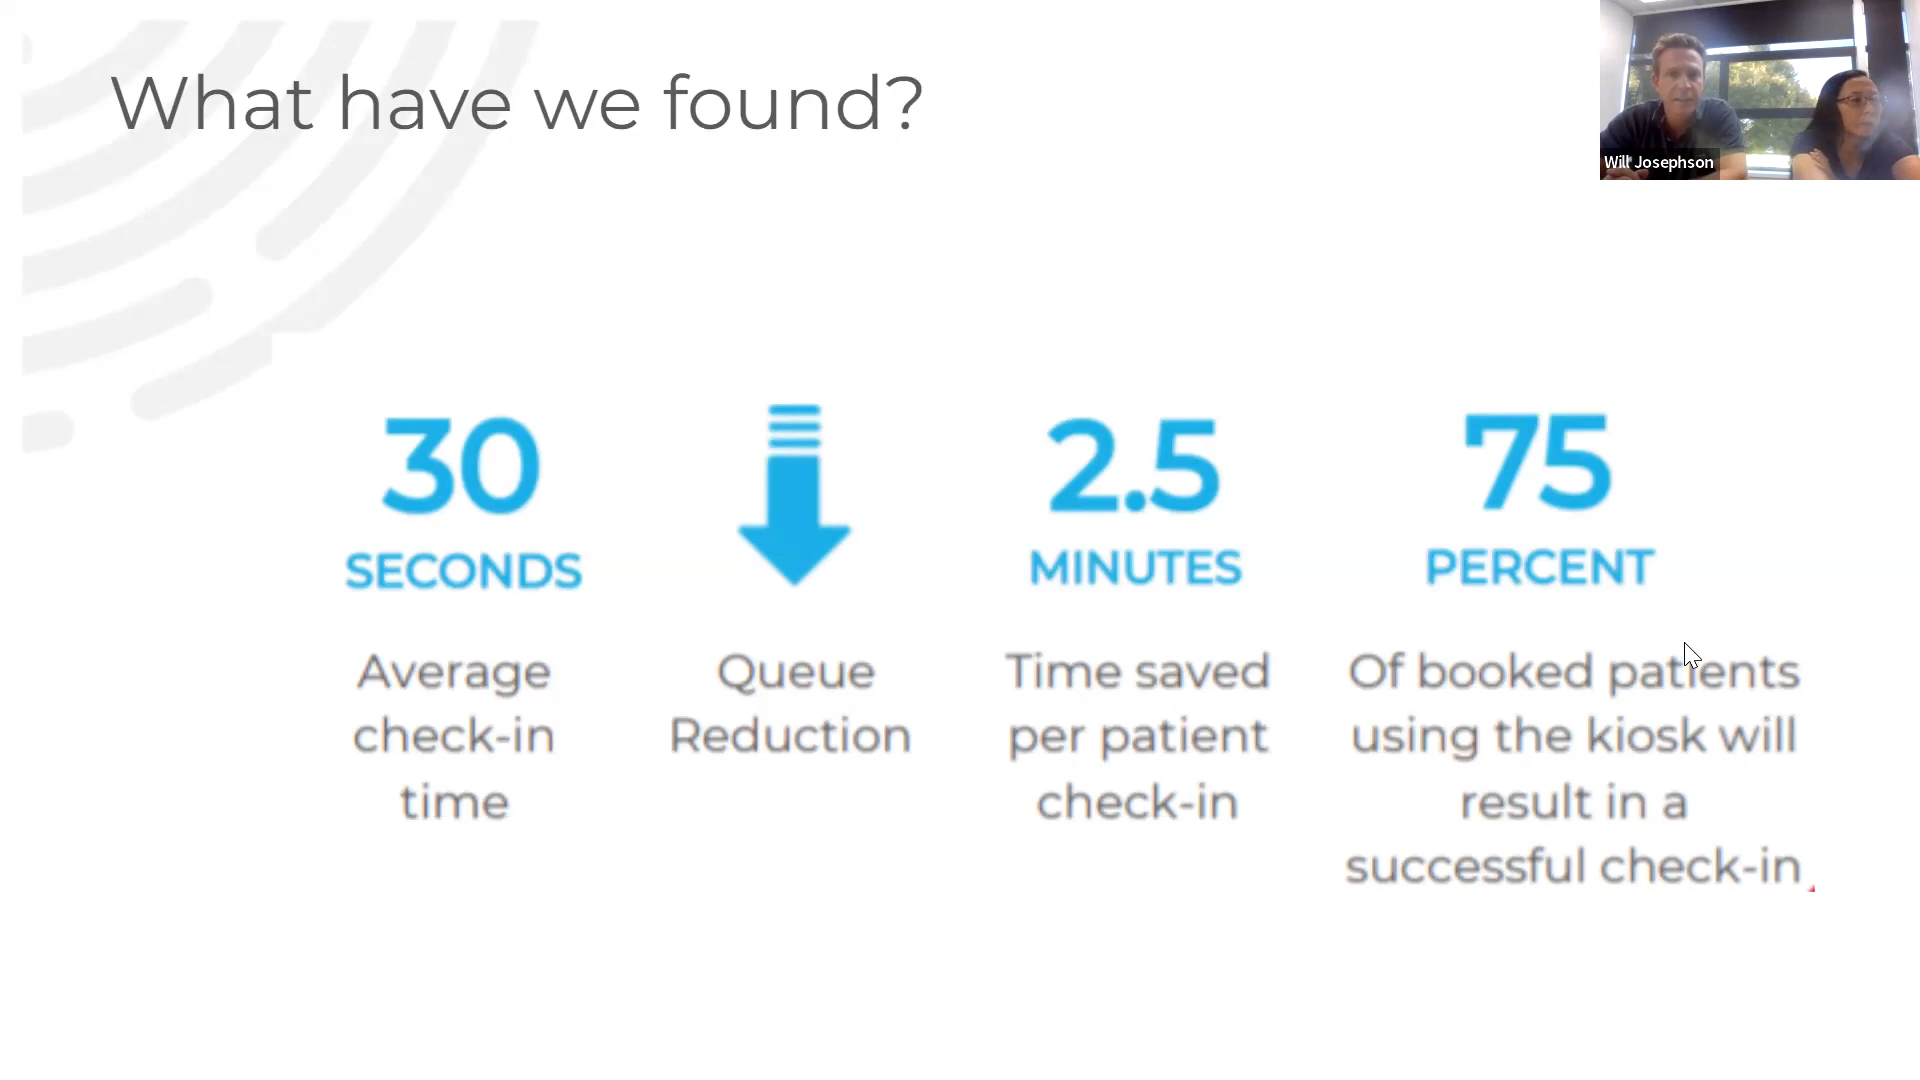 What have we found?
Will Josephson
30
SECONDS
Average
check-in
time
Queue
Reduction
2.5
MINUTES
Time saved
per patient
check-in
75
PERCENT
Of booked patients
using the kiosk will
result in a
successful check-in